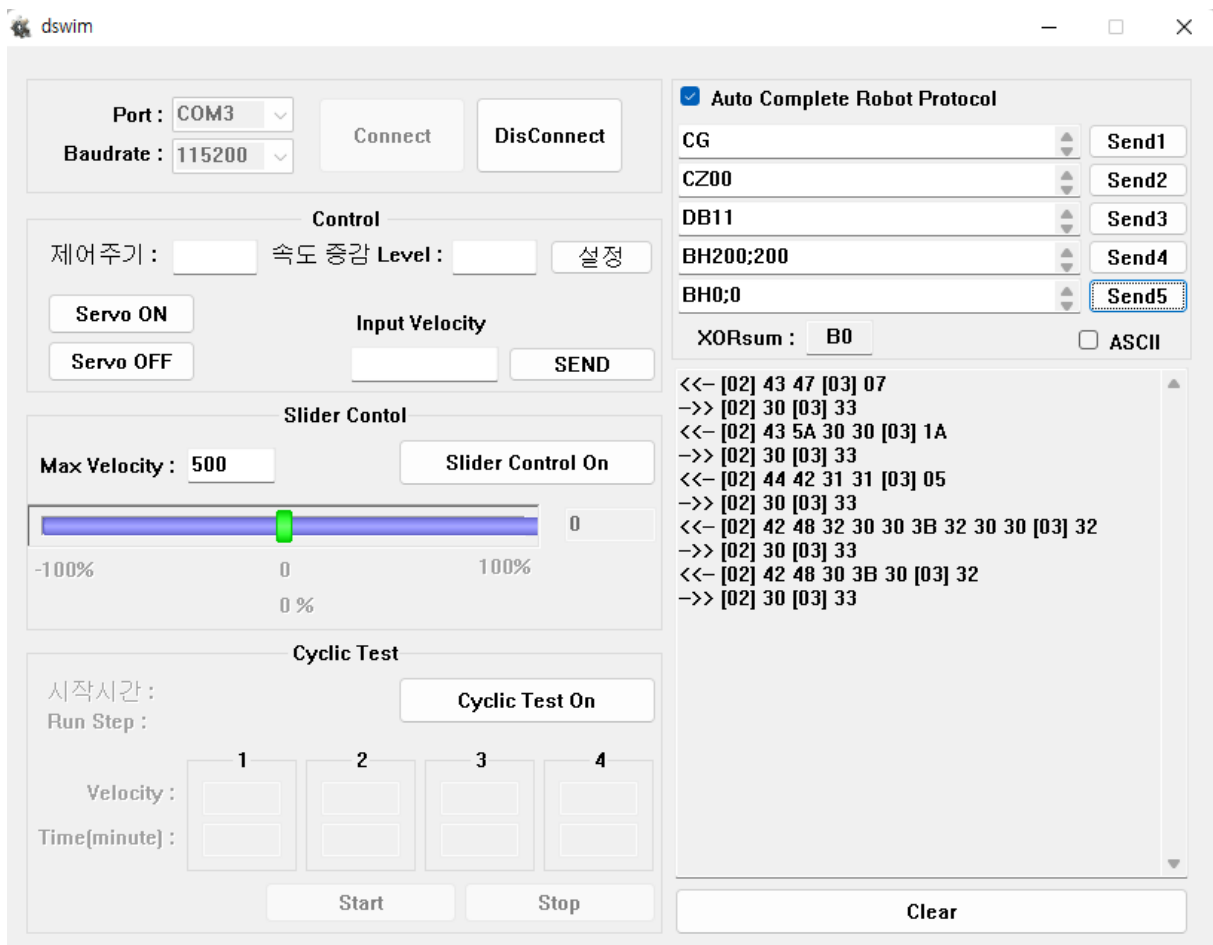 dswim
Port : COM3
Baudrate : 115200
Connect
DisConnect
Control
제어주기 :
속도 증감 Level :
설정
Servo ON
Servo OFF
Input Velocity
SEND
Slider Contol
Max Velocity : 500
Slider Control On
0
-100%
0
100%
0 %
Cyclic Test
시작시간 :
Run Step :
Cyclic Test On
1
2
3
4
Velocity :
Time(minute) :
Start
Stop
Auto Complete Robot Protocol
CG
Send1
CZ00
Send2
DB11
Send3
BH200;200
Send4
BH0;0
Send5
XORsum : B0
ASCII
<<- [02] 43 47 [03] 07
->> [02] 30 [03] 33
<<- [02] 43 5A 30 30 [03] 1A
->> [02] 30 [03] 33
<<- [02] 44 42 31 31 [03] 05
->> [02] 30 [03] 33
<<- [02] 42 48 32 30 30 3B 32 30 30 [03] 32
->> [02] 30 [03] 33
<<- [02] 42 48 30 3B 30 [03] 32
->> [02] 30 [03] 33
Clear